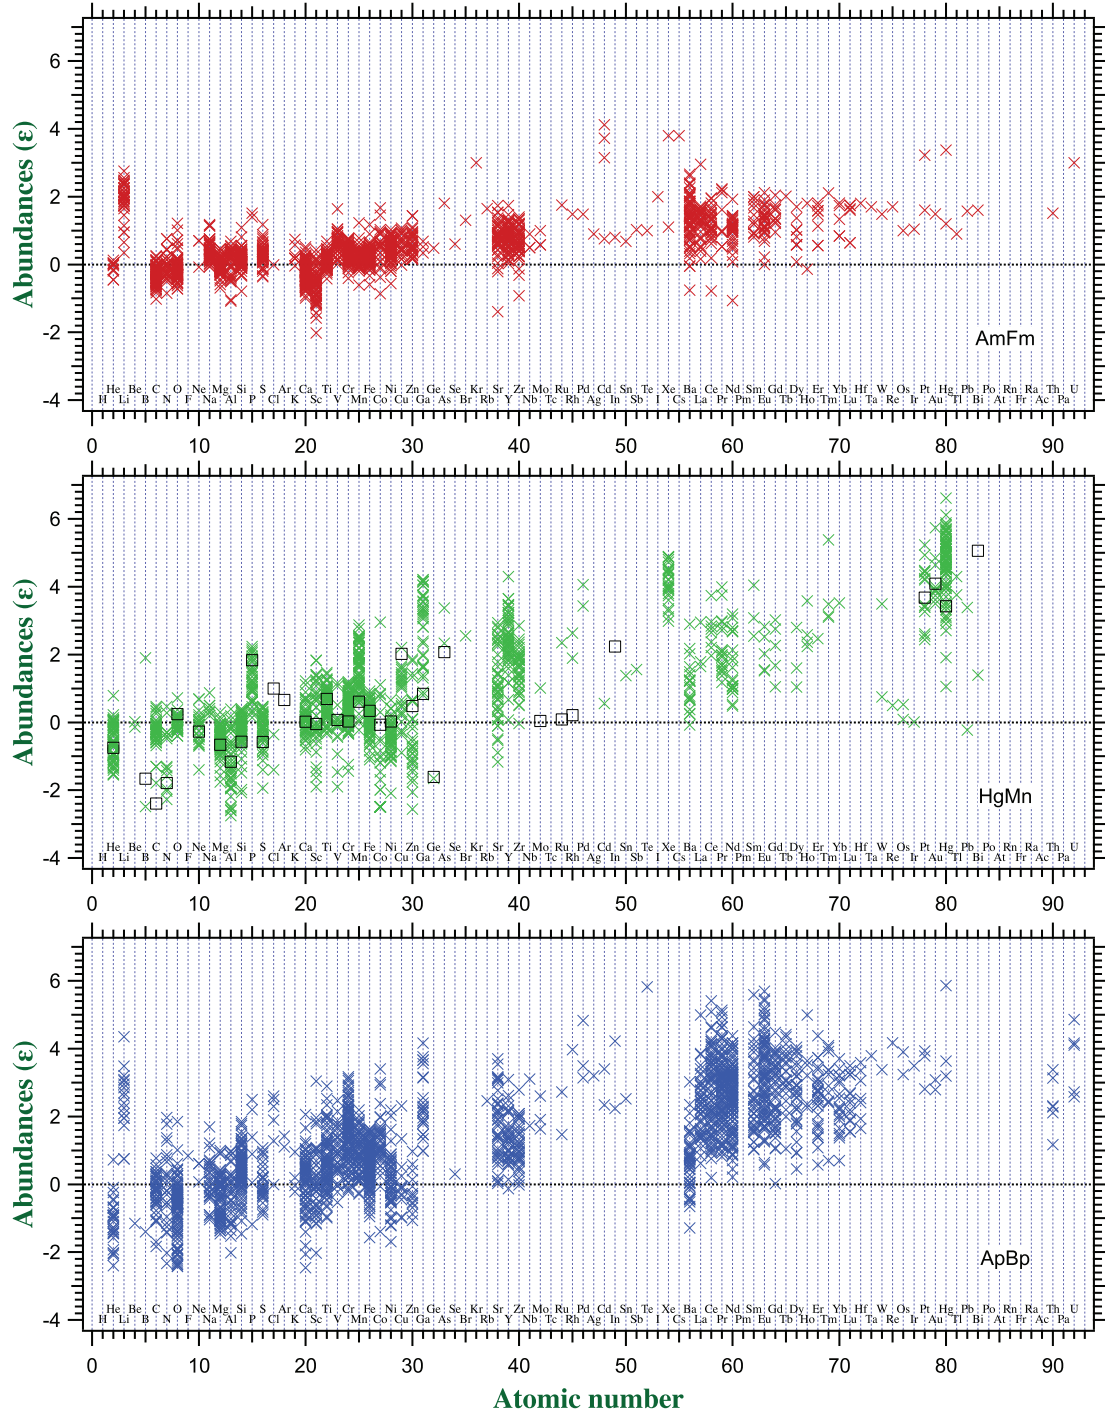 Abundances (ε)
6
4
2
0
-2
-4
AmFm
He Be C O Ne Mg Si S Ar Ca Ti Cr Fe Ni Zn Ge Se Kr Sr Zr Mo Ru Pd Cd Sn Te Xe Ba Ce Nd Sm Gd Dy Er Yb Hf W Os Pt Hg Pb Po Rn Ra Th U
H Li B N F Na Al P Cl K Sc V Mn Co Cu Ga As Br Rb Y Nb Tc Rh Ag In Sb I Cs La Pr Pm Eu Tb Ho Tm Lu Ta Re Ir Au Tl Bi At Fr Ac Pa
0 10 20 30 40 50 60 70 80 90
Abundances (ε)
6
4
2
0
-2
-4
HgMn
He Be C O Ne Mg Si S Ar Ca Ti Cr Fe Ni Zn Ge Se Kr Sr Zr Mo Ru Pd Cd Sn Te Xe Ba Ce Nd Sm Gd Dy Er Yb Hf W Os Pt Hg Pb Po Rn Ra Th U
H Li B N F Na Al P Cl K Sc V Mn Co Cu Ga As Br Rb Y Nb Tc Rh Ag In Sb I Cs La Pr Pm Eu Tb Ho Tm Lu Ta Re Ir Au Tl Bi At Fr Ac Pa
0 10 20 30 40 50 60 70 80 90
Abundances (ε)
6
4
2
0
-2
-4
ApBp
He Be C O Ne Mg Si S Ar Ca Ti Cr Fe Ni Zn Ge Se Kr Sr Zr Mo Ru Pd Cd Sn Te Xe Ba Ce Nd Sm Gd Dy Er Yb Hf W Os Pt Hg Pb Po Rn Ra Th U
H Li B N F Na Al P Cl K Sc V Mn Co Cu Ga As Br Rb Y Nb Tc Rh Ag In Sb I Cs La Pr Pm Eu Tb Ho Tm Lu Ta Re Ir Au Tl Bi At Fr Ac Pa
0 10 20 30 40 50 60 70 80 90
Atomic number